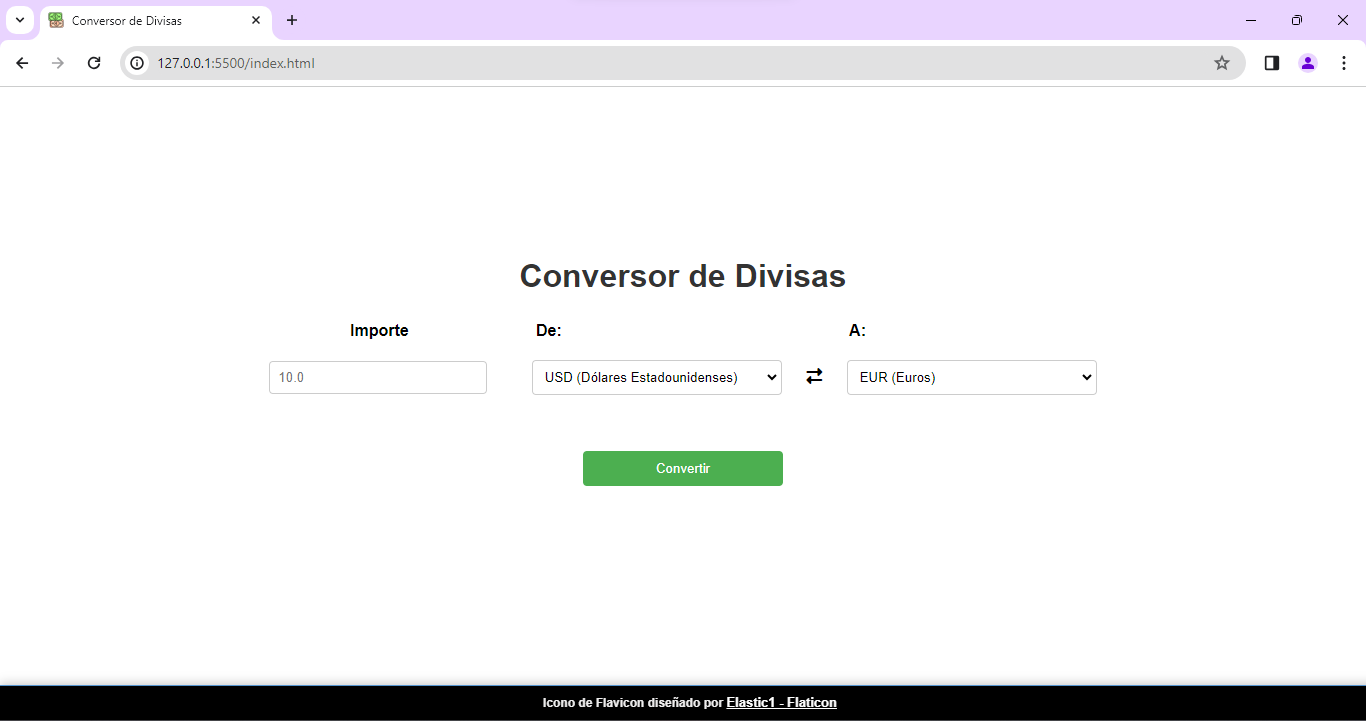 Conversor de Divisas
127.0.0.1:5500/index.html
Conversor de Divisas
Importe De: A:
10.0 USD (Dólares Estadounidenses) EUR (Euros)
Convertir
Icono de Flavicon diseñado por Elastic1 - Flaticon